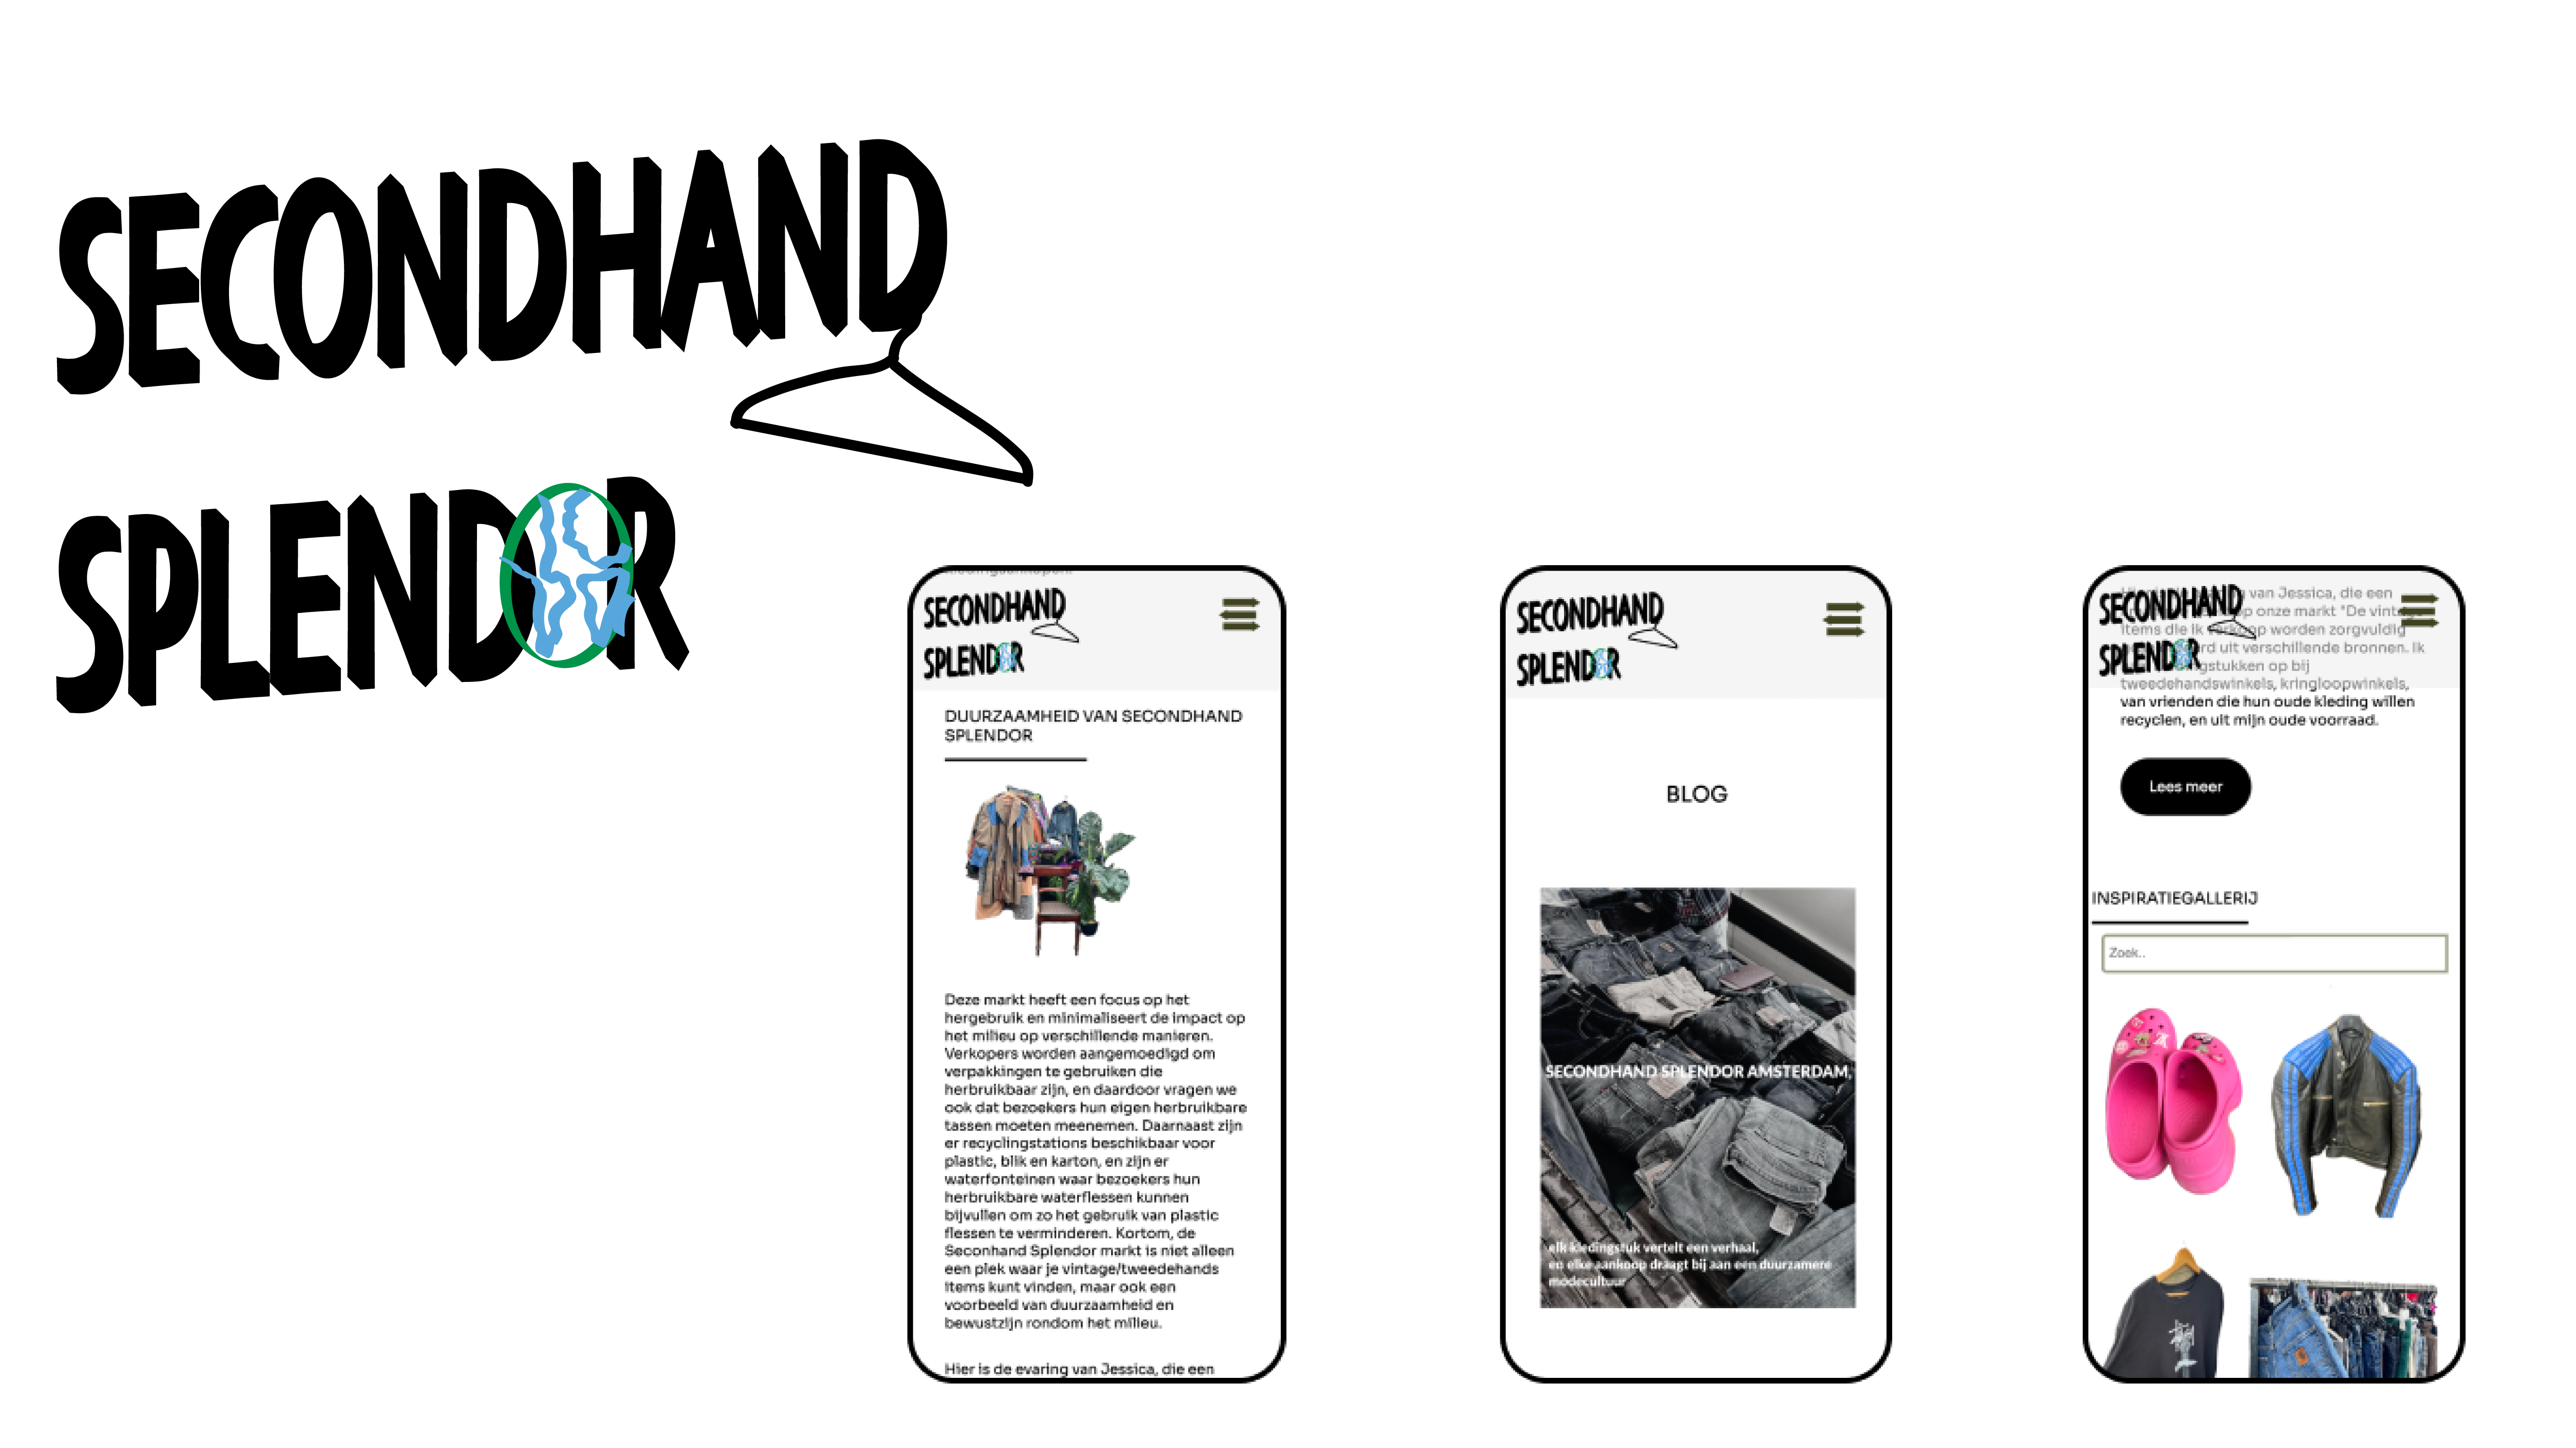 SECONDHAND
SPLENDOR
SECONDHAND
SPLENDOR
DUURZAAMHEID VAN SECONDHAND
SPLENDOR
Deze markt heeft een focus op het
hergebruik en minimaliseert de impact op
het milieu op verschillende manieren.
Verkopers worden aangemoedigd om
verpakkingen te gebruiken die
herbruikbaar zijn, en daardoor vragen we
ook dat bezoekers hun eigen herbruikbare
tassen moeten meenemen. Daarnaast zijn
er recyclingstations beschikbaar voor
plastic, blik en karton, en zijn er
waterfonteinen waar bezoekers hun
herbruikbare waterflessen kunnen
bijvullen om zo het gebruik van plastic
flessen te verminderen. Kortom, de
Seconhand Splendor markt is niet alleen
een plek waar je vintage/tweedehands
items kunt vinden, maar ook een
voorbeeld van duurzaamheid en
bewustzijn rondom het milieu.
Hier is de evaring van Jessica, die een
SECONDHAND
SPLENDOR
BLOG
SECONDHAND SPLENDOR AMSTERDAM,
elk kledingstuk vertelt een verhaal,
en elke aankoop draagt bij aan een duurzamere
modecultuur
SECONDHAND
SPLENDOR
van Jessica, die een
op onze markt "De vintage
items die ik verkoop worden zorgvuldig
uit verschillende bronnen. Ik
op bij
tweedehandswinkels, kringloopwinkels,
van vrienden die hun oude kleding willen
recyclen, en uit mijn oude voorraad.
Lees meer
INSPIRATIEGALLERIJ
Zoek..